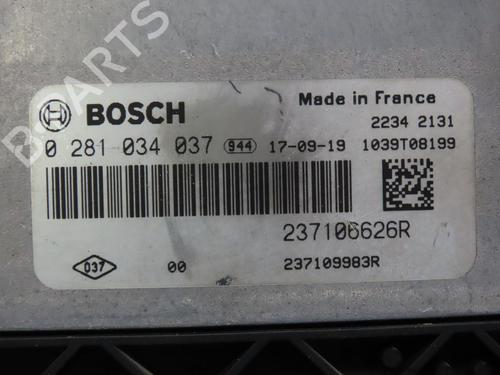 B PARTS
BOSCH
Made in France
2234 2131
0 281 034 037 944 17-09-19 1039T08199
237106626R
037 00 237109983R